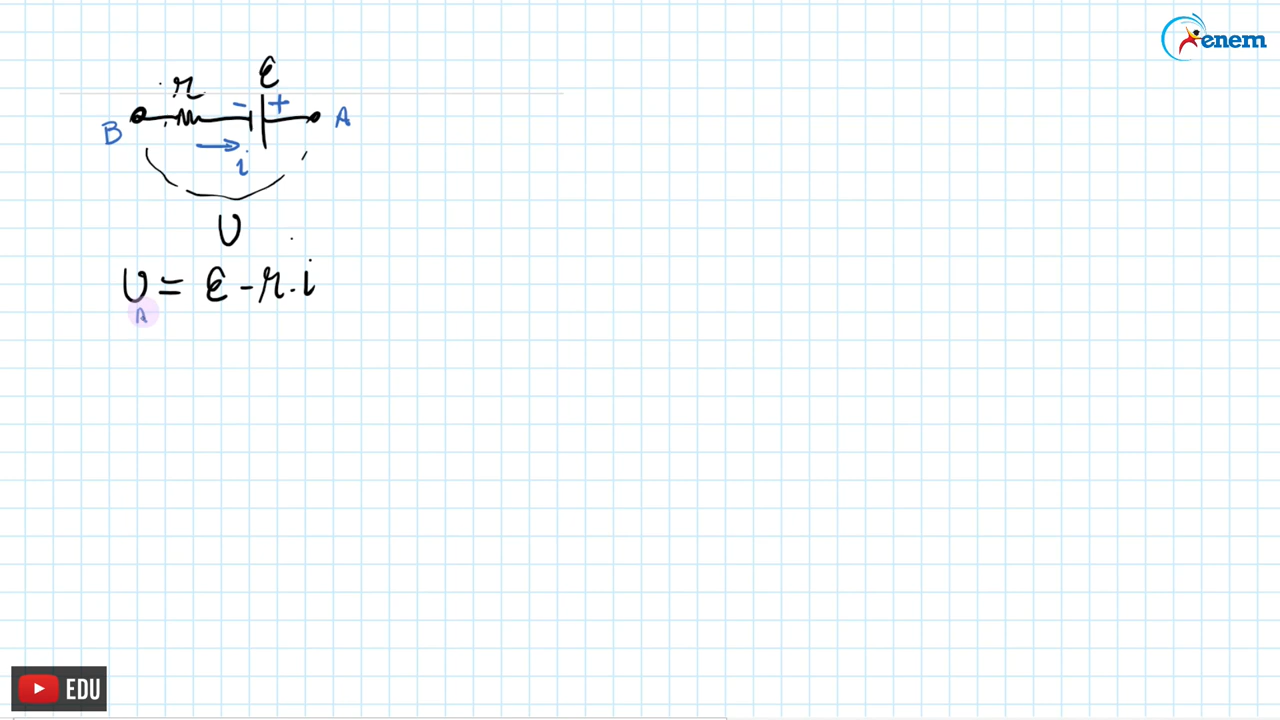 r
ε
- +
B
A
i
U
U = ε - r . i
A
enem
EDU